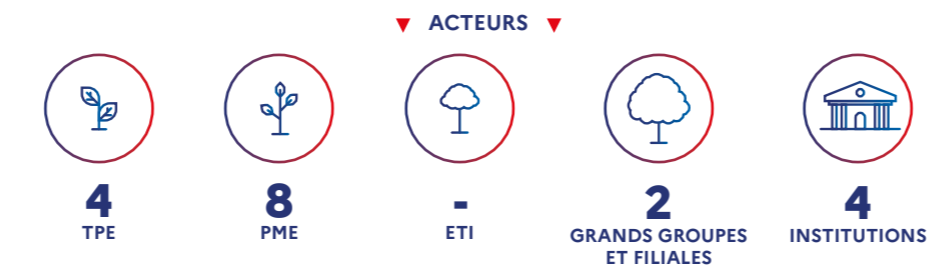 ACTEURS
4
TPE
8
PME
-
ETI
2
GRANDS GROUPES
ET FILIALES
4
INSTITUTIONS